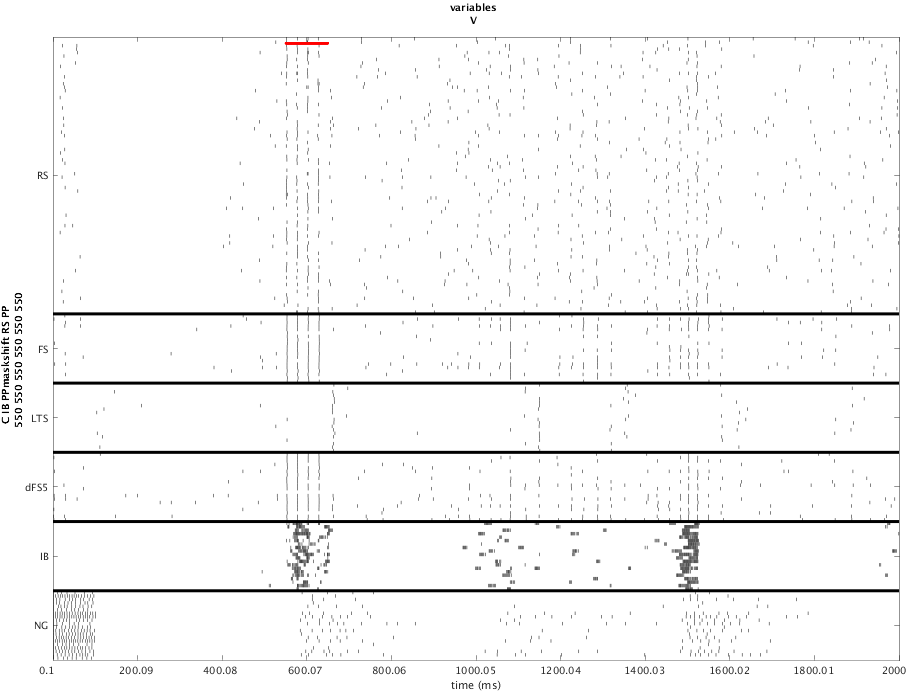 variables
V
C IB PPmaskshift RS PP
550 550 550 550 550 550 550
RS
FS
LTS
dFS5
IB
NG
0.1 200.09 400.08 600.07 800.06 1000.05 1200.04 1400.03 1600.02 1800.01 2000
time (ms)